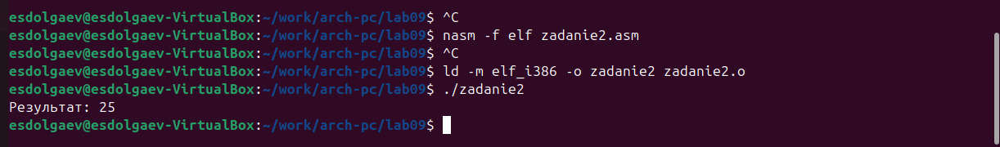 esdolgaev@esdolgaev-VirtualBox:~/work/arch-pc/lab09$ ^C
esdolgaev@esdolgaev-VirtualBox:~/work/arch-pc/lab09$ nasm -f elf zadanie2.asm
esdolgaev@esdolgaev-VirtualBox:~/work/arch-pc/lab09$ ^C
esdolgaev@esdolgaev-VirtualBox:~/work/arch-pc/lab09$ ld -m elf_i386 -o zadanie2 zadanie2.o
esdolgaev@esdolgaev-VirtualBox:~/work/arch-pc/lab09$ ./zadanie2
Результат: 25
esdolgaev@esdolgaev-VirtualBox:~/work/arch-pc/lab09$